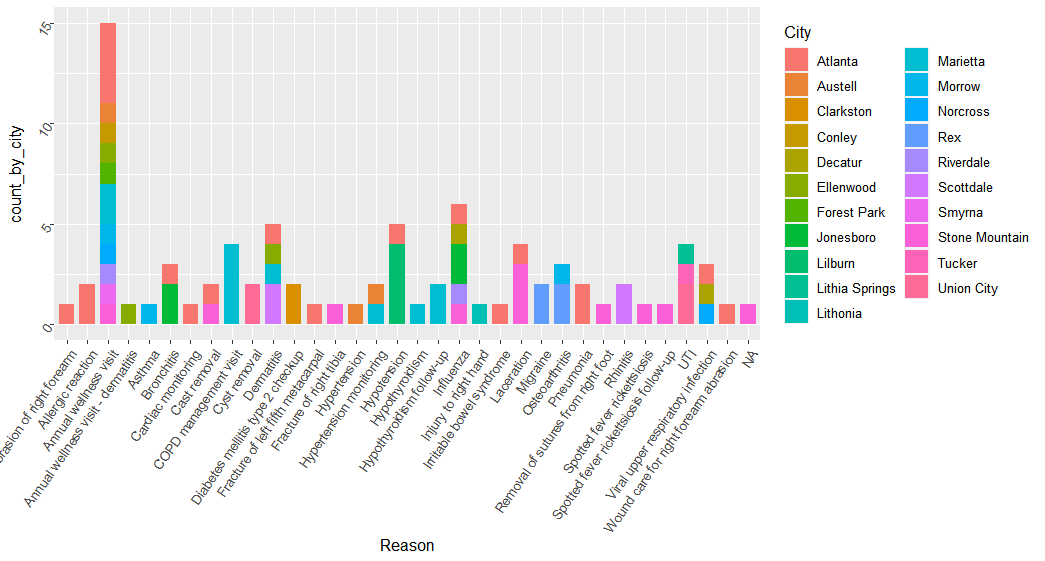 count_by_city
15
10
5
0
rasion of right forearm
Allergic reaction
Annual wellness visit
Annual wellness visit - dermatitis
Asthma
Bronchitis
Cardiac monitoring
Cast removal
COPD management visit
Cyst removal
Dermatitis
Diabetes mellitis type 2 checkup
Fracture of left fifth metacarpal
Fracture of right tibia
Hypertension
Hypertension monitoring
Hypotension
Hypothyroidism
Hypothyroidism follow-up
Influenza
Injury to right hand
Irritable bowel syndrome
Laceration
Migraine
Osteoarthritis
Pneumonia
Removal of sutures from right foot
Rhinitis
Spotted fever rickettsiosis
Spotted fever rickettsiosis follow-up
UTI
Viral upper respiratory infection
Wound care for right forearm abrasion
NA
Reason
City
Atlanta
Austell
Clarkston
Conley
Decatur
Ellenwood
Forest Park
Jonesboro
Lilburn
Lithia Springs
Lithonia
Marietta
Morrow
Norcross
Rex
Riverdale
Scottdale
Smyrna
Stone Mountain
Tucker
Union City